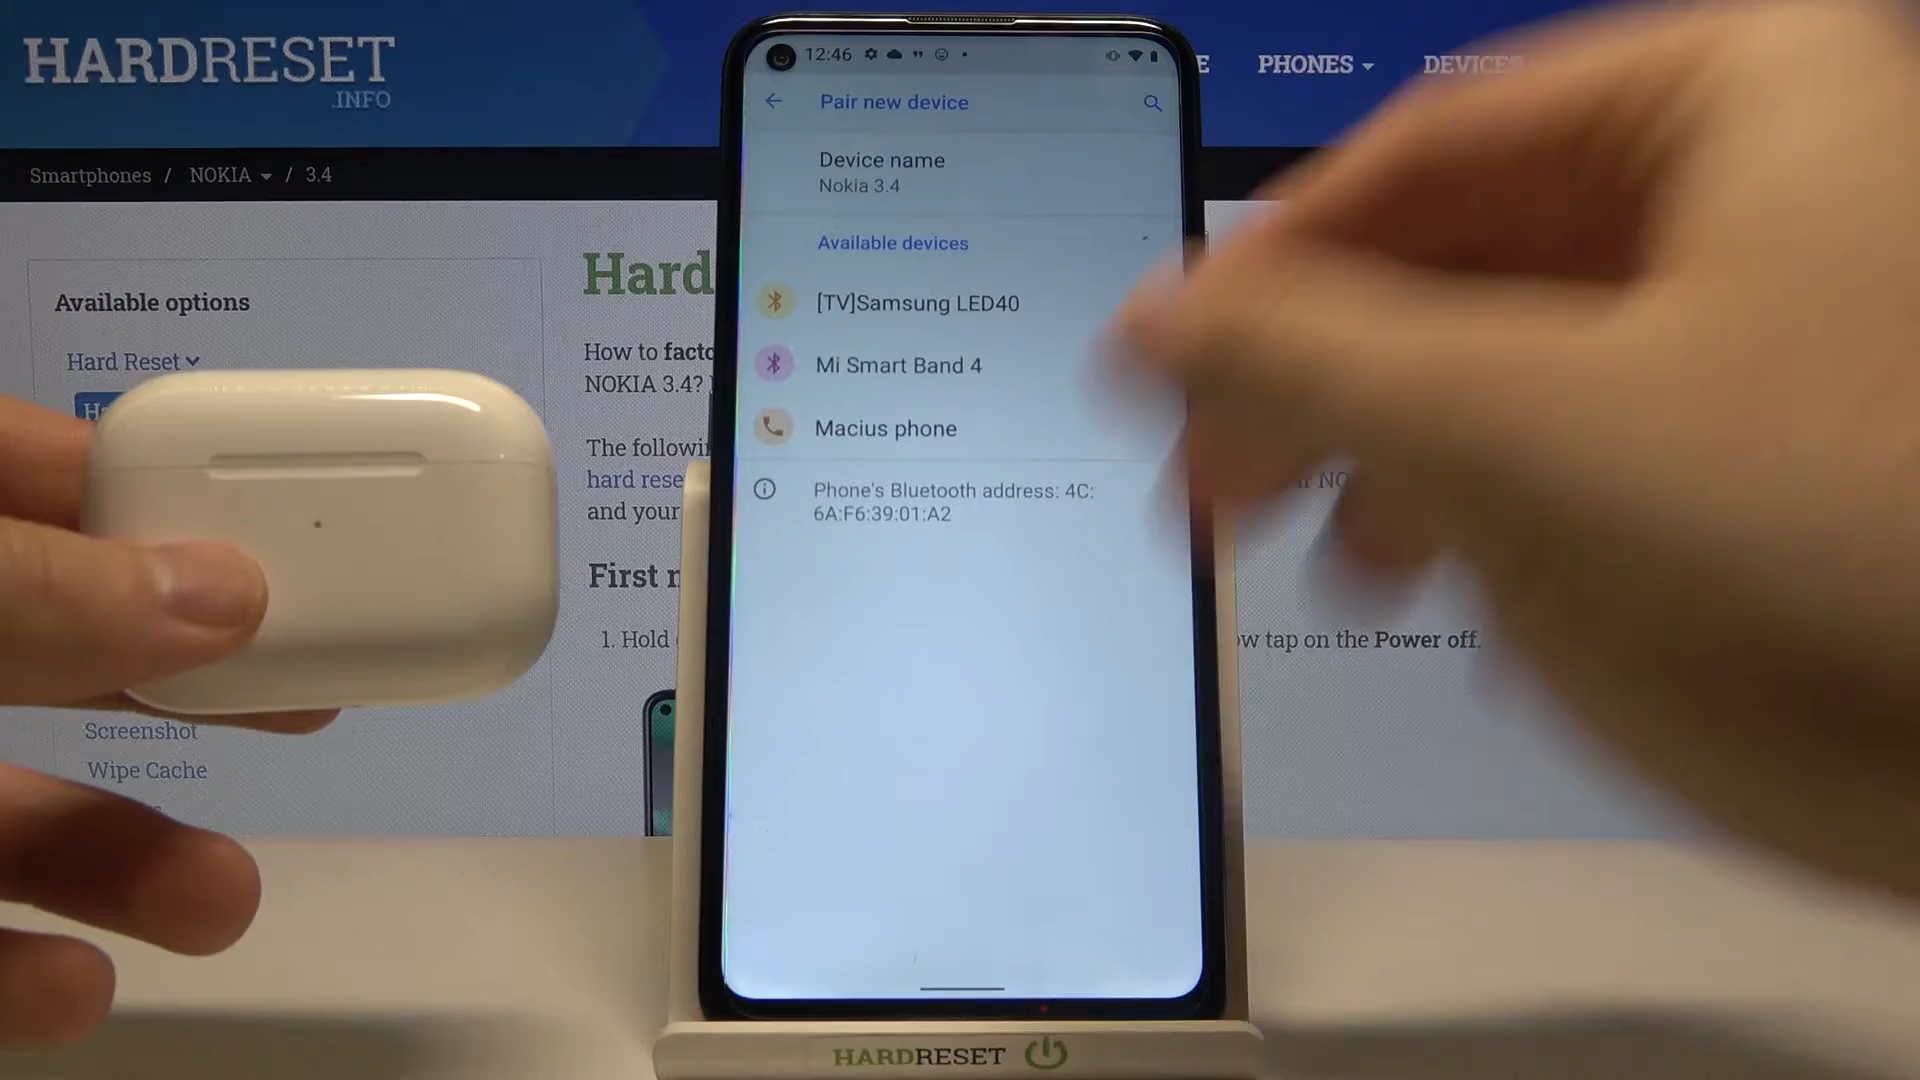 HARDRESET
.INFO
PHONES
DEVICES
Smartphones / NOKIA / 3.4
12:46
Pair new device
Device name
Nokia 3.4
Available devices
[TV]Samsung LED40
Mi Smart Band 4
Macius phone
Phone's Bluetooth address: 4C:
6A:F6:39:01:A2
Available options
Hard Reset
Screenshot
Wipe Cache
Hard
How to facto
NOKIA 3.4?
The followi
hard rese
and your
First
1. Hold
ow tap on the Power off.
HARDRESET